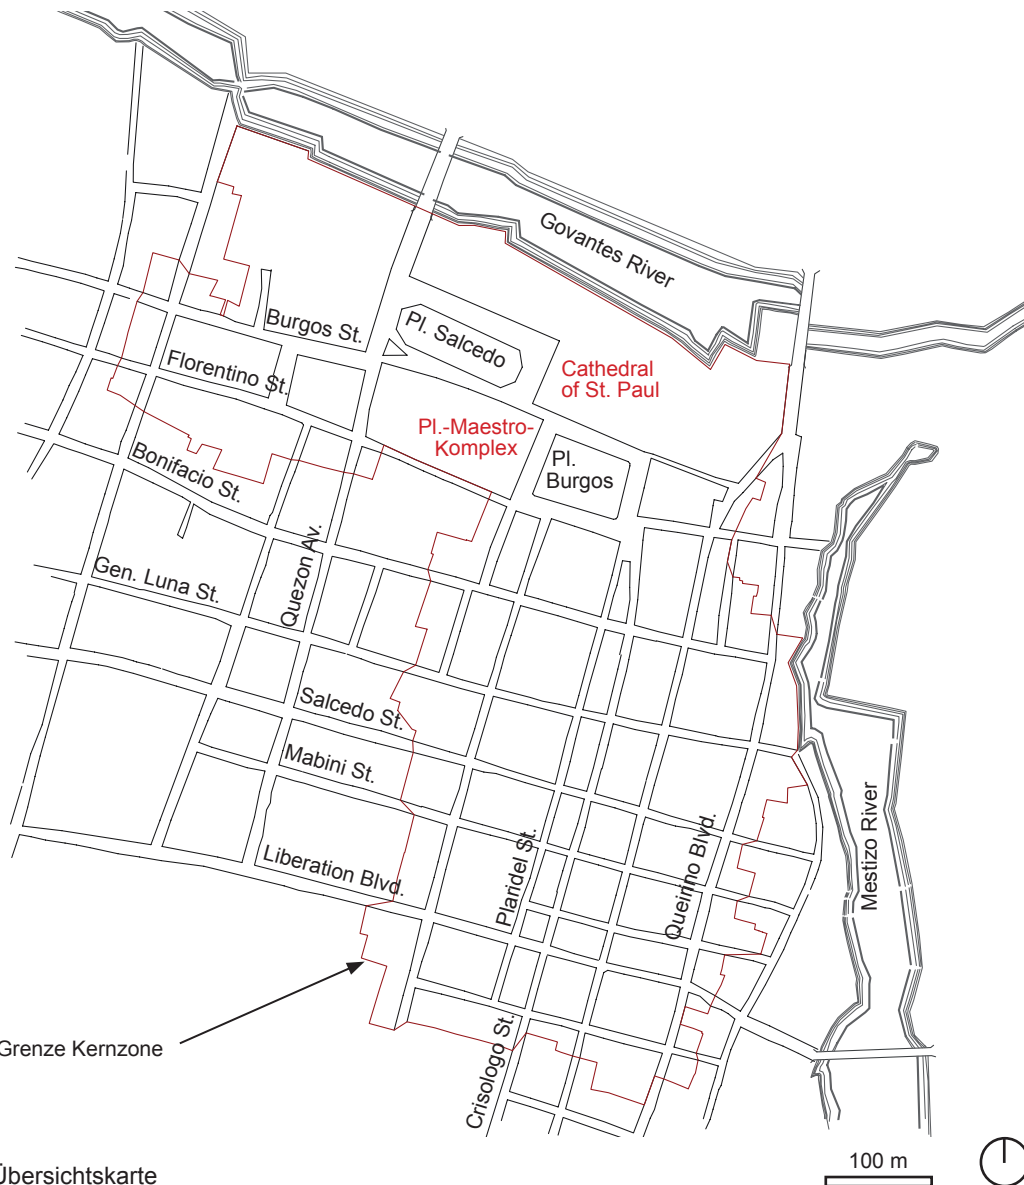 Govantes River
Burgos St.
Pl. Salcedo
Florentino St.
Cathedral
of St. Paul
Pl.-Maestro-
Komplex
Pl.
Burgos
Bonifacio St.
Quezon Av.
Gen. Luna St.
Salcedo St.
Mabini St.
Liberation Blvd.
Plaridel St.
Queirino Blvd.
Mestizo River
Grenze Kernzone
Crisologo St.
Übersichtskarte
100 m